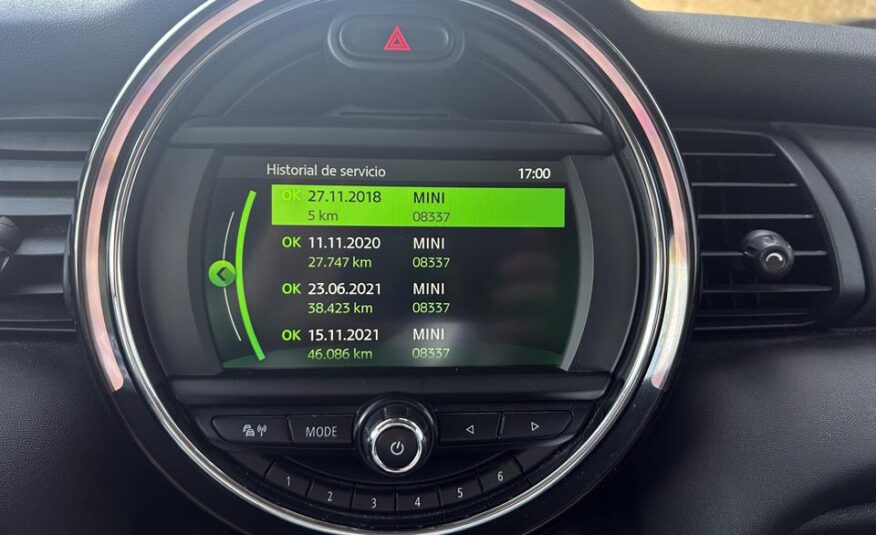 Historial de servicio 17:00
OK 27.11.2018 MINI
5 km 08337
OK 11.11.2020 MINI
27.747 km 08337
OK 23.06.2021 MINI
38.423 km 08337
OK 15.11.2021 MINI
46.086 km 08337
MODE
1 2 3 4 5 6